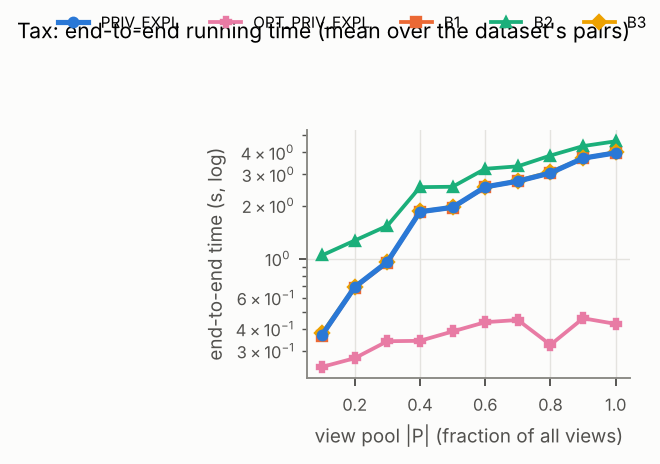 PRIV_EXPL OPT_PRIV_EXPL B1 B2 B3
Tax: end-to-end running time (mean over the dataset's pairs)
end-to-end time (s, log)
4 × 10⁰
3 × 10⁰
2 × 10⁰
10⁰
6 × 10⁻¹
4 × 10⁻¹
3 × 10⁻¹
0.2 0.4 0.6 0.8 1.0
view pool |P| (fraction of all views)